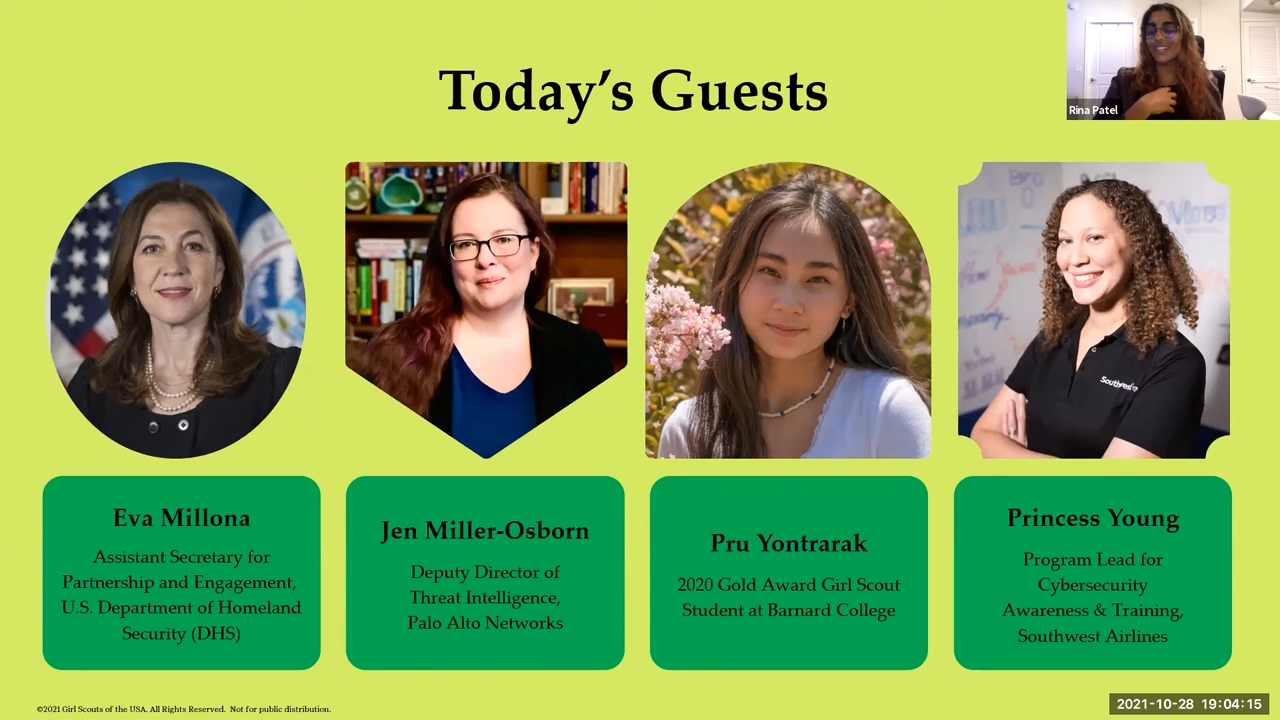 Today's Guests
Rina Patel
Southwest
Eva Millona
Assistant Secretary for
Partnership and Engagement,
U.S. Department of Homeland
Security (DHS)
Jen Miller-Osborn
Deputy Director of
Threat Intelligence,
Palo Alto Networks
Pru Yontrarak
2020 Gold Award Girl Scout
Student at Barnard College
Princess Young
Program Lead for
Cybersecurity
Awareness & Training,
Southwest Airlines
©2021 Girl Scouts of the USA. All Rights Reserved. Not for public distribution.
2021-10-28 19:04:15